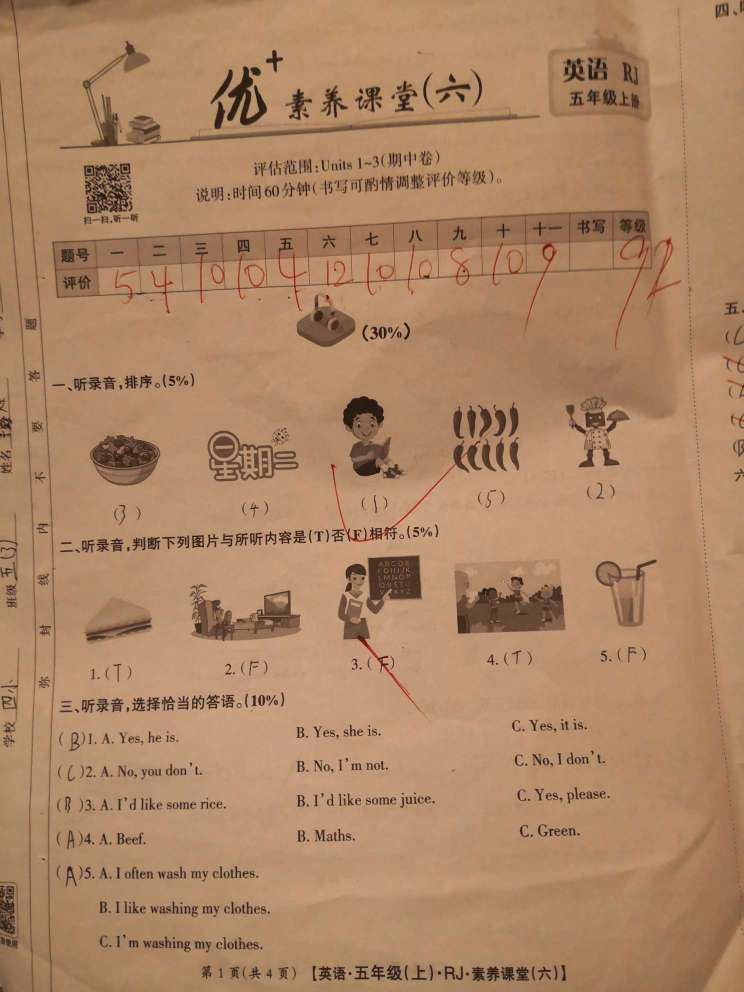 四、
优+素养课堂(六)
英语 RJ
五年级上册
扫一扫,听一听
评估范围:Units 1~3(期中卷)
说明:时间60分钟(书写可酌情调整评价等级)。
题号 一 二 三 四 五 六 七 八 九 十 十一 书写 等级
评价 5 4 10 10 4 12 10 10 8 10 9 92
(30%)
一、听录音,排序。(5%)
星期二
(3) (4) (1) (5) (2)
二、听录音,判断下列图片与所听内容是(T)否(F)相符。(5%)
ABCDE
FGHIJK
LMNOP
QRSTU
VWXYZ
1.(T) 2.(F) 3.(F) 4.(T) 5.(F)
三、听录音,选择恰当的答语。(10%)
(B)1. A. Yes, he is. B. Yes, she is. C. Yes, it is.
(C)2. A. No, you don't. B. No, I'm not. C. No, I don't.
(B)3. A. I'd like some rice. B. I'd like some juice. C. Yes, please.
(A)4. A. Beef. B. Maths. C. Green.
(A)5. A. I often wash my clothes.
B. I like washing my clothes.
C. I'm washing my clothes.
第1页(共4页) 【英语·五年级(上)·RJ·素养课堂(六)】
学校 四小 班级 五(3) 姓名
弥 封 线 内 不 要 答 题
五、
六